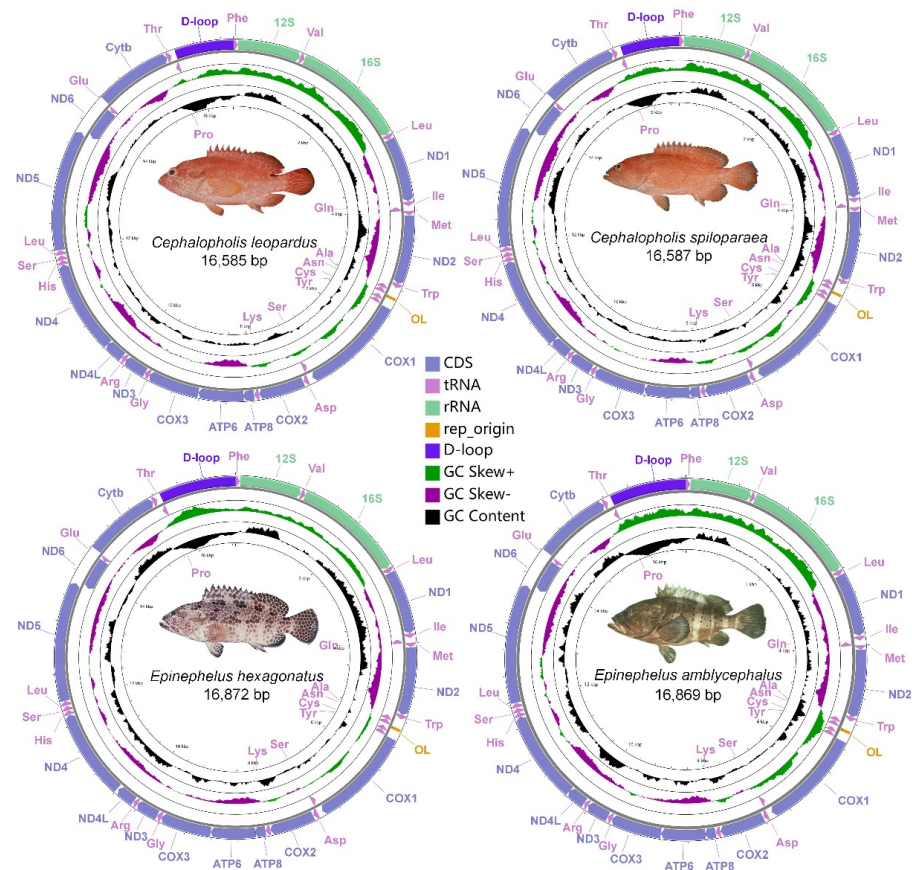 D-loop
Phe
12S
Val
Thr
Cytb
16S
Glu
ND6
Pro
Leu
ND1
ND5
Ile
Met
Gln
Cephalopholis leopardus
16,585 bp
Ala
Asn
Cys
Tyr
ND2
Leu
Ser
His
Trp
OL
ND4
Ser
Lys
COX1
ND4L
Arg
ND3
Gly
COX3
ATP6
ATP8
COX2
Asp
D-loop
Phe
12S
Val
Thr
Cytb
16S
Glu
ND6
Pro
Leu
ND1
ND5
Ile
Met
Gln
Cephalopholis spiloparaea
16,587 bp
Ala
Asn
Cys
Tyr
ND2
Leu
Ser
His
Trp
OL
ND4
Ser
Lys
COX1
ND4L
Arg
ND3
Gly
COX3
ATP6
ATP8
COX2
Asp
CDS
tRNA
rRNA
rep_origin
D-loop
GC Skew+
GC Skew-
GC Content
D-loop
Phe
12S
Val
Thr
Cytb
16S
Glu
ND6
Pro
Leu
ND1
ND5
Ile
Met
Gln
Epinephelus hexagonatus
16,872 bp
Ala
Asn
Cys
Tyr
ND2
Leu
Ser
His
Trp
OL
ND4
Ser
Lys
COX1
ND4L
Arg
ND3
Gly
COX3
ATP6
ATP8
COX2
Asp
D-loop
Phe
12S
Val
Thr
Cytb
16S
Glu
ND6
Pro
Leu
ND1
ND5
Ile
Met
Gln
Epinephelus amblycephalus
16,869 bp
Ala
Asn
Cys
Tyr
ND2
Leu
Ser
His
Trp
OL
ND4
Ser
Lys
COX1
ND4L
Arg
ND3
Gly
COX3
ATP6
ATP8
COX2
Asp